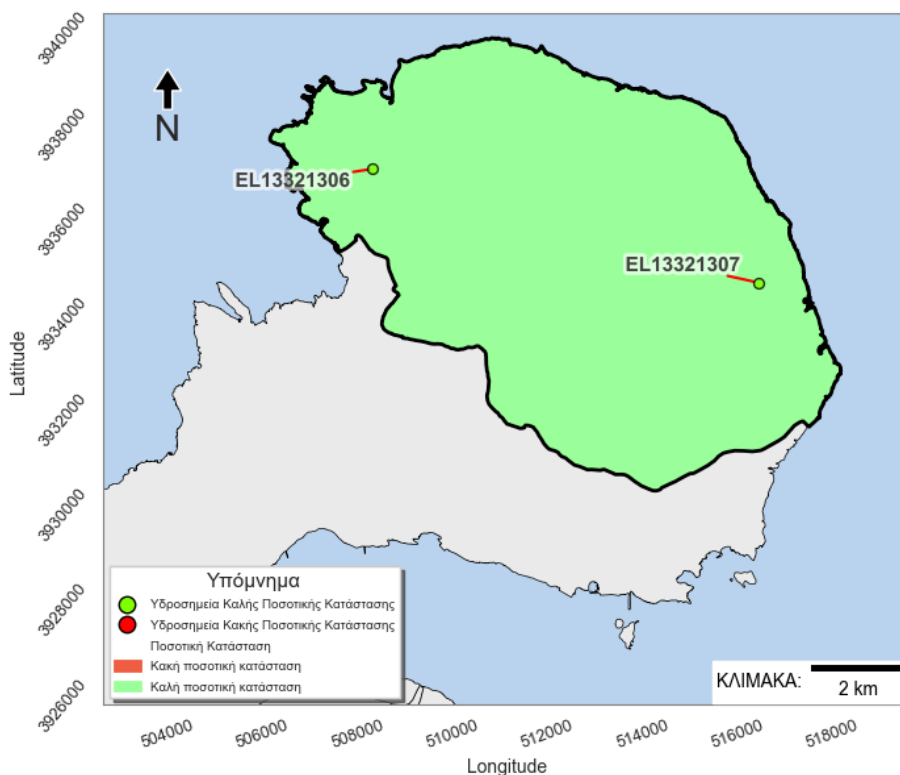 3940000
3938000
3936000
3934000
3932000
3930000
3928000
3926000
Latitude
N
EL13321306
EL13321307
Υπόμνημα
Υδροσημεία Καλής Ποσοτικής Κατάστασης
Υδροσημεία Κακής Ποσοτικής Κατάστασης
Ποσοτική Κατάσταση
Κακή ποσοτική κατάσταση
Καλή ποσοτική κατάσταση
ΚΛΙΜΑΚΑ:
2 km
504000 506000 508000 510000 512000 514000 516000 518000
Longitude